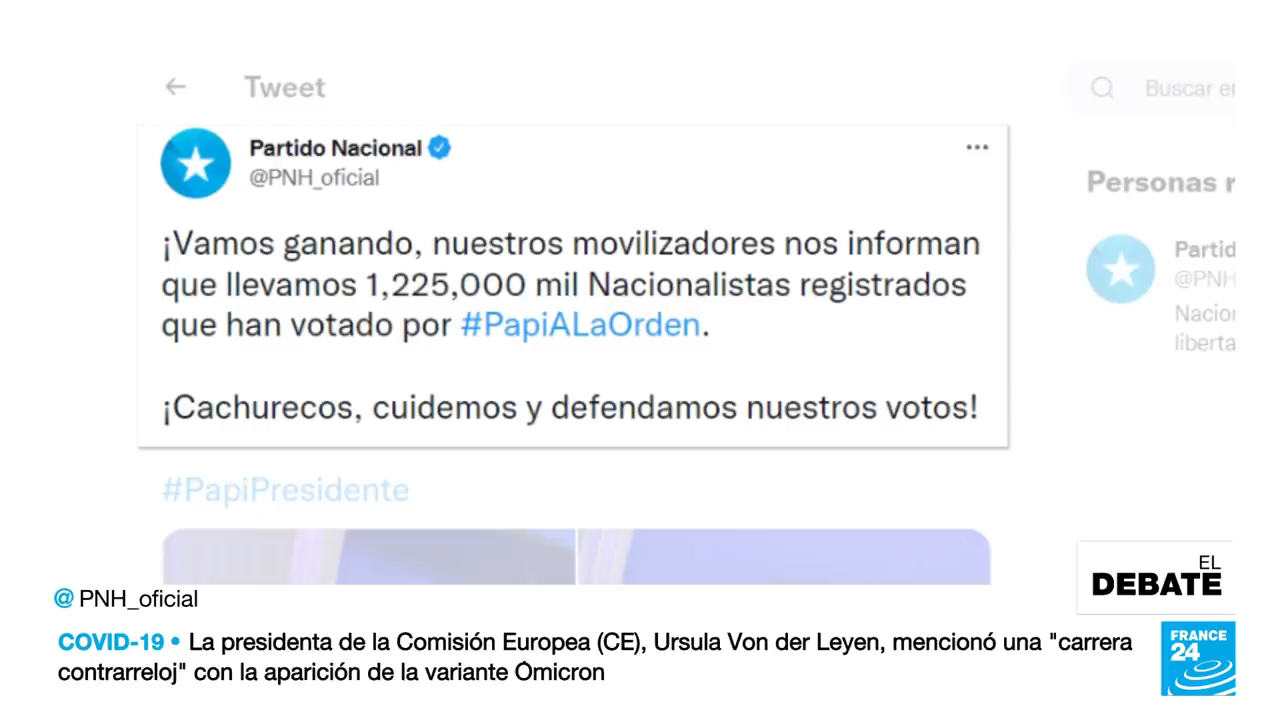 Tweet
Buscar en
Partido Nacional
@PNH_oficial
¡Vamos ganando, nuestros movilizadores nos informan
que llevamos 1,225,000 mil Nacionalistas registrados
que han votado por #PapiALaOrden.
¡Cachurecos, cuidemos y defendamos nuestros votos!
#PapiPresidente
Personas r
Partid
@PNH
Nacion
liberta
@ PNH_oficial
EL
DEBATE
COVID-19 • La presidenta de la Comisión Europea (CE), Ursula Von der Leyen, mencionó una "carrera
contrarreloj" con la aparición de la variante Ómicron
FRANCE
24